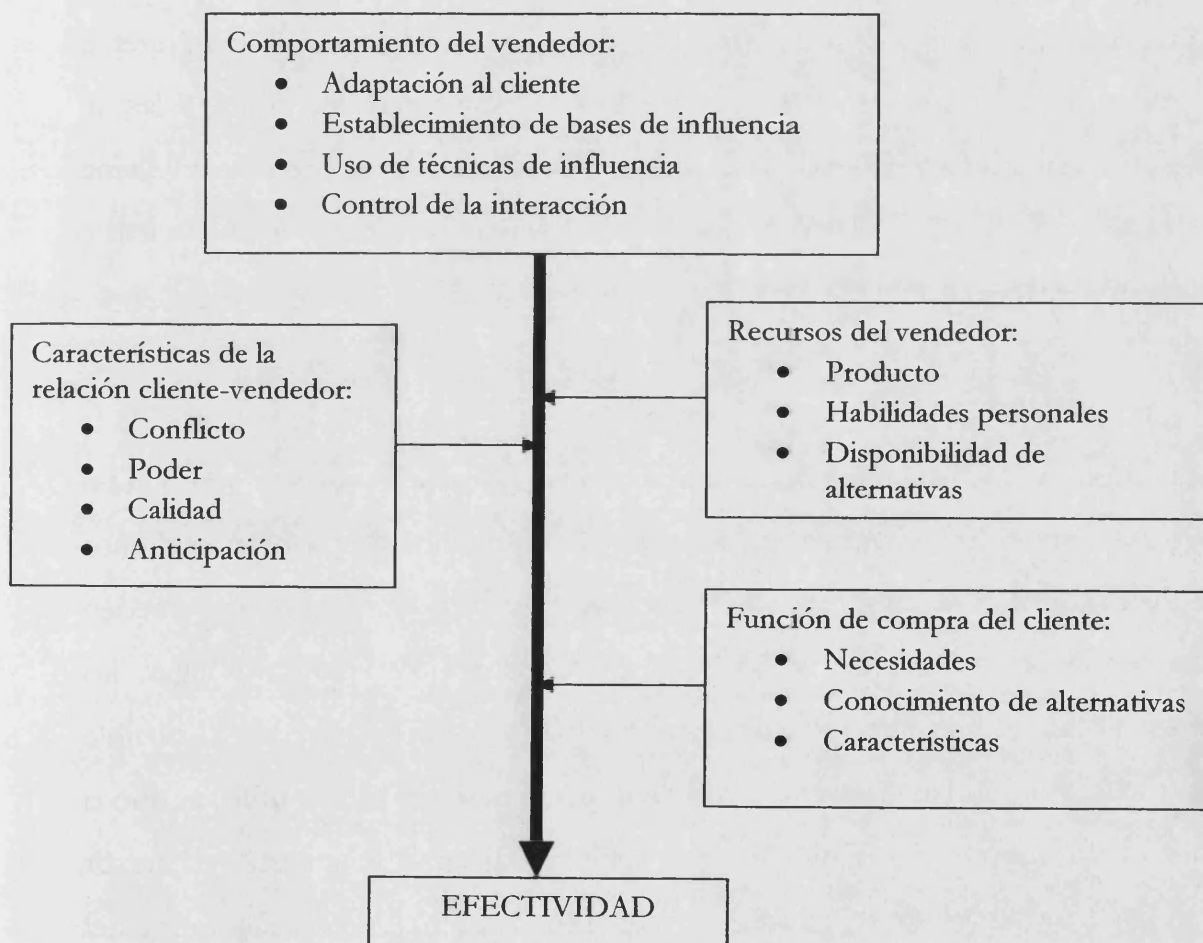 Comportamiento del vendedor:
• Adaptación al cliente
• Establecimiento de bases de influencia
• Uso de técnicas de influencia
• Control de la interacción
Características de la
relación cliente-vendedor:
• Conflicto
• Poder
• Calidad
• Anticipación
Recursos del vendedor:
• Producto
• Habilidades personales
• Disponibilidad de
alternativas
Función de compra del cliente:
• Necesidades
• Conocimiento de alternativas
• Características
EFECTIVIDAD